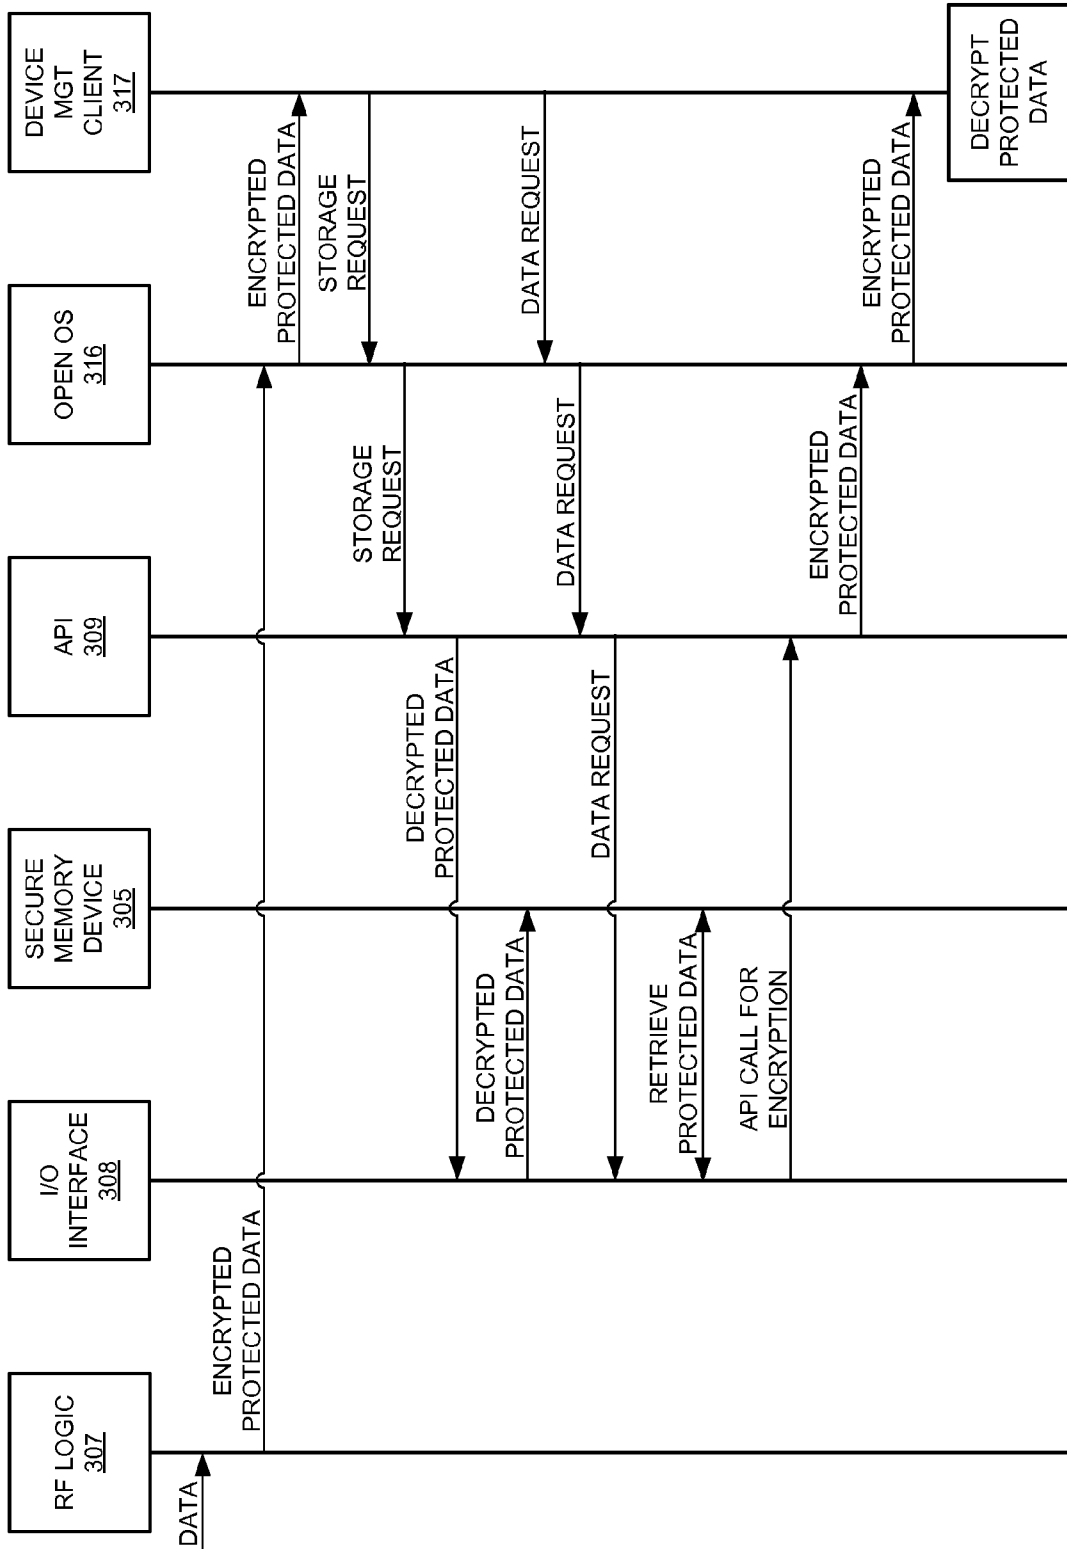 RF LOGIC
307
I/O
INTERFACE
308
SECURE
MEMORY
DEVICE
305
API
309
OPEN OS
316
DEVICE
MGT
CLIENT
317
DATA
ENCRYPTED
PROTECTED DATA
ENCRYPTED
PROTECTED DATA
STORAGE
REQUEST
STORAGE
REQUEST
DECRYPTED
PROTECTED DATA
DECRYPTED
PROTECTED DATA
DATA REQUEST
DATA REQUEST
DATA REQUEST
RETRIEVE
PROTECTED DATA
API CALL FOR
ENCRYPTION
ENCRYPTED
PROTECTED DATA
ENCRYPTED
PROTECTED DATA
DECRYPT
PROTECTED
DATA